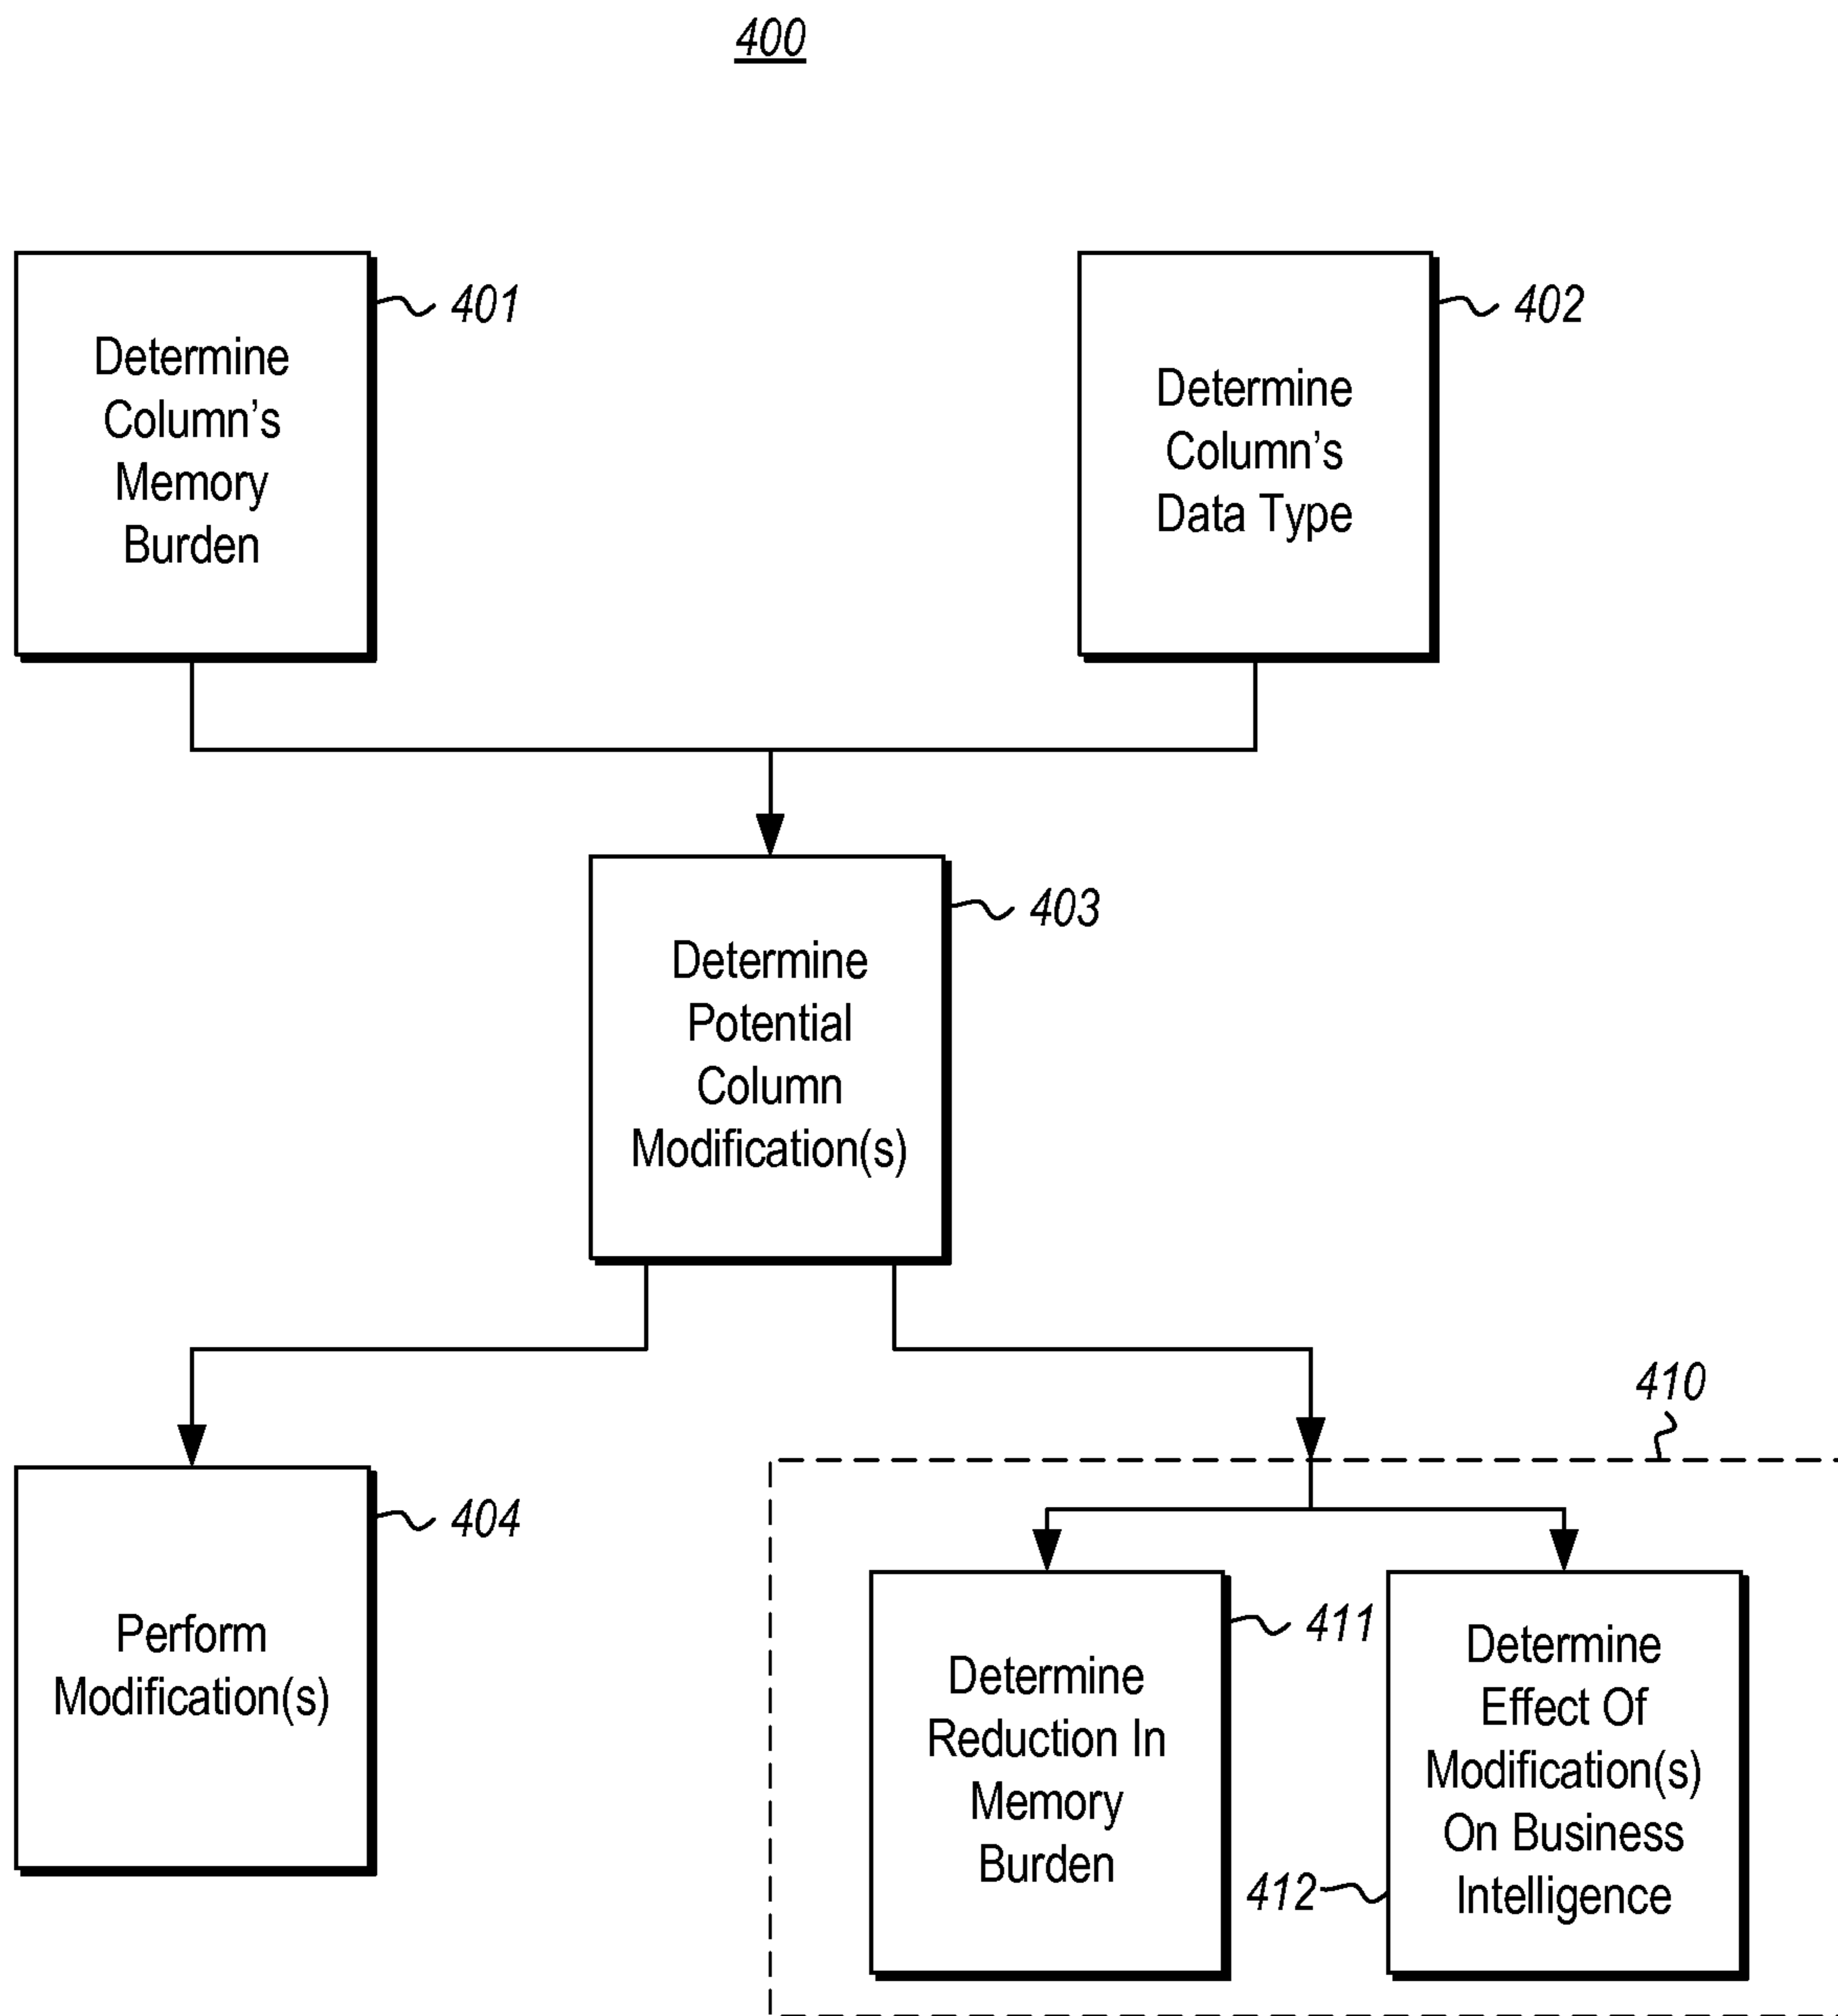 400
Determine
Column's
Memory
Burden
401
Determine
Column's
Data Type
402
Determine
Potential
Column
Modification(s)
403
Perform
Modification(s)
404
410
Determine
Reduction In
Memory
Burden
411
Determine
Effect Of
Modification(s)
On Business
Intelligence
412